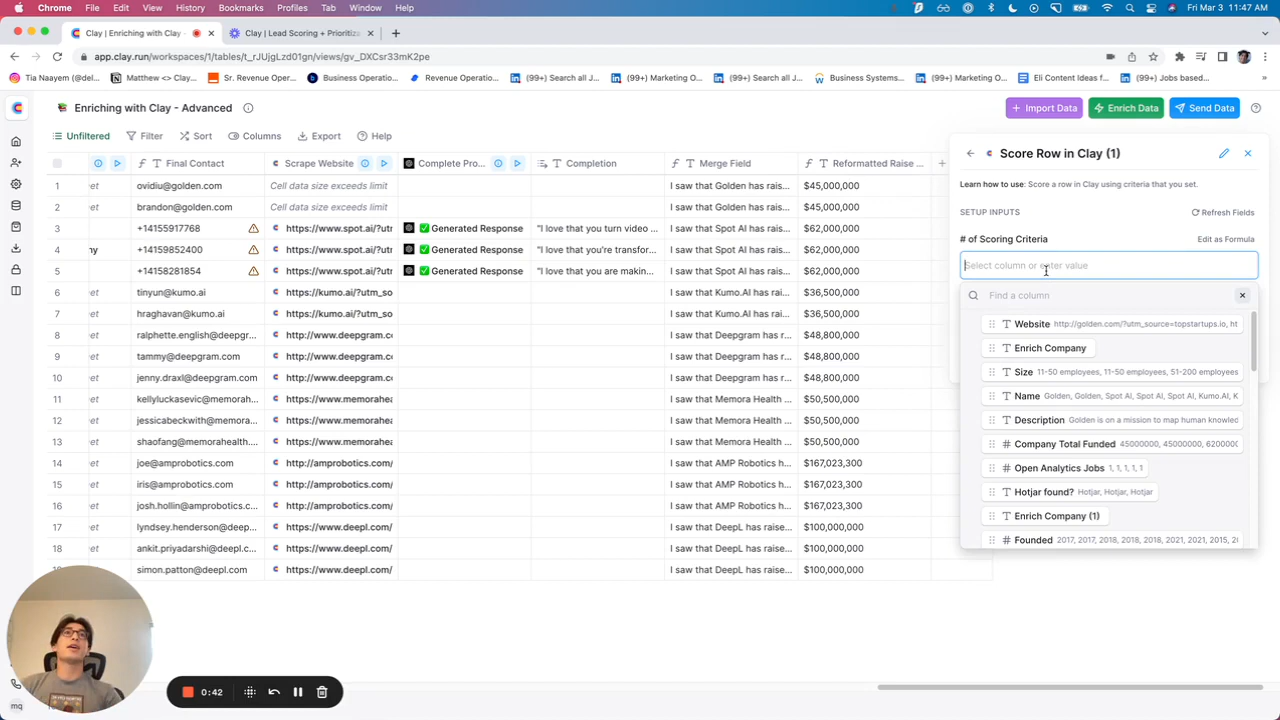 Chrome File Edit View History Bookmarks Profiles Tab Window Help Fri Mar 3 11:47 AM
Clay | Enriching with Clay - Clay | Lead Scoring + Prioritiza
app.clay.run/workspaces/1/tables/t_rJUjgLzd01gn/views/gv_DXCsr33mK2pe
Tia Naayem (@del... Matthew <> Clay... Sr. Revenue Oper... Business Operatio... Revenue Operatio... (99+) Search all J... (99+) Marketing O... (99+) Search all J... Business Systems... (99+) Marketing O... Eli Content Ideas f... (99+) Jobs based...
Enriching with Clay - Advanced
Import Data Enrich Data Send Data
Unfiltered Filter Sort Columns Export Help
Final Contact Scrape Website Complete Pro... Completion Merge Field Reformatted Raise ...
1 eet ovidiu@golden.com Cell data size exceeds limit I saw that Golden has rais... $45,000,000
2 brandon@golden.com Cell data size exceeds limit I saw that Golden has rais... $45,000,000
3 eet +14155917768 https://www.spot.ai/?utr ✅ Generated Response "I love that you turn video ... I saw that Spot AI has rais... $62,000,000
4 ny +14159852400 https://www.spot.ai/?utr ✅ Generated Response "I love that you're transfor... I saw that Spot AI has rais... $62,000,000
5 eet +14158281854 https://www.spot.ai/?utr ✅ Generated Response "I love that you are makin... I saw that Spot AI has rais... $62,000,000
6 tinyun@kumo.ai https://kumo.ai/?utm_so I saw that Kumo.AI has rai... $36,500,000
7 hraghavan@kumo.ai https://kumo.ai/?utm_so I saw that Kumo.AI has rai... $36,500,000
8 ralphette.english@deepgr... http://www.deepgram.co I saw that Deepgram has r... $48,800,000
9 tammy@deepgram.com http://www.deepgram.co I saw that Deepgram has r... $48,800,000
10 jenny.draxl@deepgram.com http://www.deepgram.co I saw that Deepgram has r... $48,800,000
11 kellyluckasevic@memorah... https://www.memorahea I saw that Memora Health ... $50,500,000
12 jessicabeckwith@memora... https://www.memorahea I saw that Memora Health ... $50,500,000
13 shaofang@memorahealth.... https://www.memorahea I saw that Memora Health ... $50,500,000
14 joe@amprobotics.com http://amprobotics.com/ I saw that AMP Robotics h... $167,023,300
15 iris@amprobotics.com http://amprobotics.com/ I saw that AMP Robotics h... $167,023,300
16 josh.hollin@amprobotics.c... http://amprobotics.com/ I saw that AMP Robotics h... $167,023,300
17 lyndsey.henderson@deepl... https://www.deepl.com/ I saw that DeepL has raise... $100,000,000
18 ankit.priyadarshi@deepl.c... https://www.deepl.com/ I saw that DeepL has raise... $100,000,000
simon.patton@deepl.com https://www.deepl.com/ I saw that DeepL has raise... $100,000,000
Score Row in Clay (1)
Learn how to use: Score a row in Clay using criteria that you set.
SETUP INPUTS Refresh Fields
# of Scoring Criteria Edit as Formula
Select column or enter value
Find a column
Website http://golden.com/?utm_source=topstartups.io, ht
Enrich Company
Size 11-50 employees, 11-50 employees, 51-200 employees
Name Golden, Golden, Spot AI, Spot AI, Spot AI, Kumo.AI, K
Description Golden is on a mission to map human knowled
Company Total Funded 45000000, 45000000, 6200000
Open Analytics Jobs 1, 1, 1, 1, 1
Hotjar found? Hotjar, Hotjar, Hotjar
Enrich Company (1)
Founded 2017, 2017, 2018, 2018, 2018, 2021, 2021, 2015, 20
0:42
mq